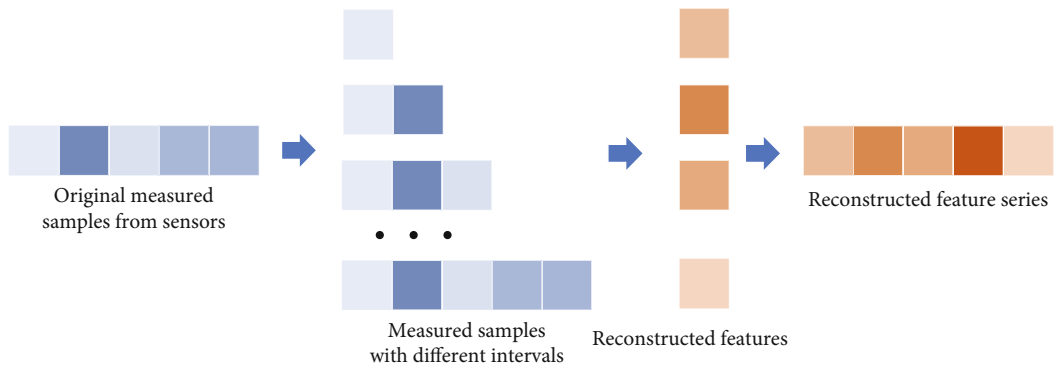 Original measured
samples from sensors
Measured samples
with different intervals
Reconstructed features
Reconstructed feature series